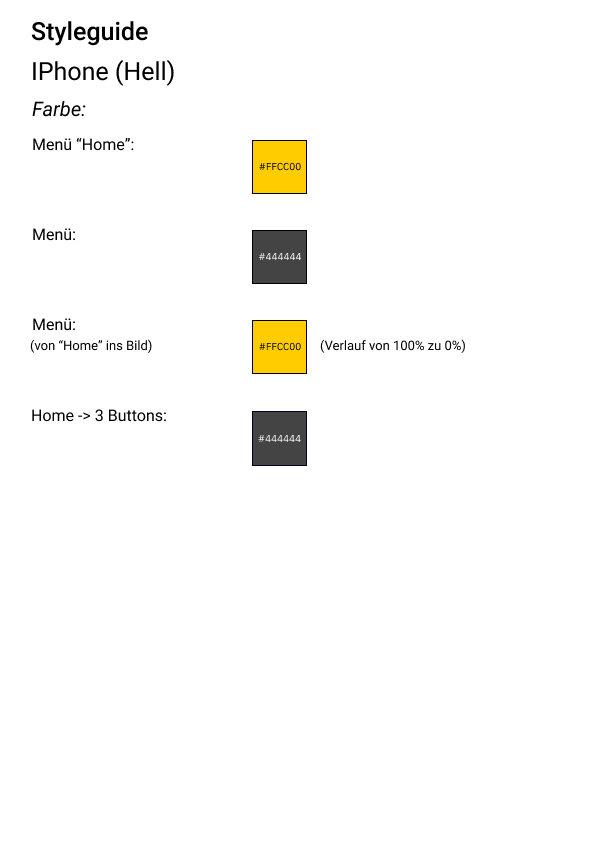 Styleguide
IPhone (Hell)
Farbe:
Menü “Home”:
#FFCC00
Menü:
#444444
Menü:
(von “Home” ins Bild)
#FFCC00
(Verlauf von 100% zu 0%)
Home -> 3 Buttons:
#444444